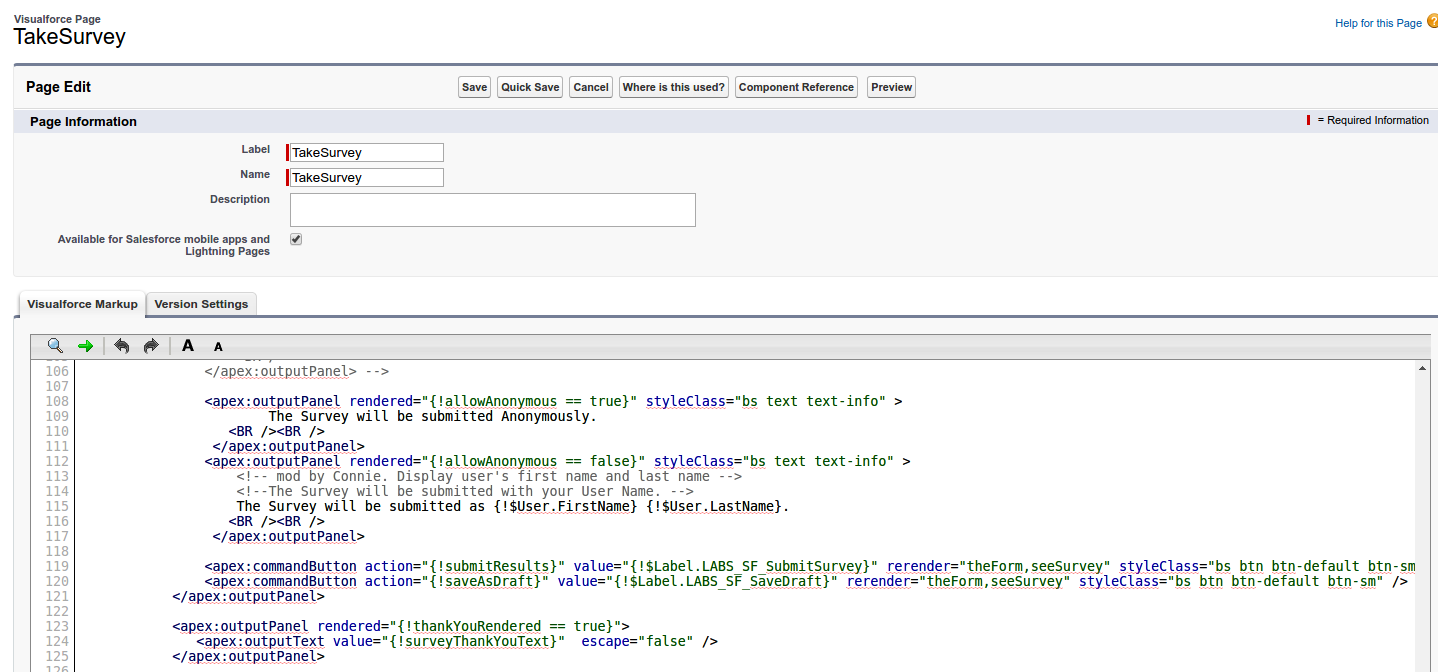 Visualforce Page
TakeSurvey
Help for this Page
Page Edit
Save Quick Save Cancel Where is this used? Component Reference Preview
Page Information
= Required Information
Label TakeSurvey
Name TakeSurvey
Description
Available for Salesforce mobile apps and
Lightning Pages
Visualforce Markup Version Settings
A A
106 </apex:outputPanel> -->
107
108 <apex:outputPanel rendered="{!allowAnonymous == true}" styleClass="bs text text-info" >
109 The Survey will be submitted Anonymously.
110 <BR /><BR />
111 </apex:outputPanel>
112 <apex:outputPanel rendered="{!allowAnonymous == false}" styleClass="bs text text-info" >
113 <!-- mod by Connie. Display user's first name and last name -->
114 <!--The Survey will be submitted with your User Name. -->
115 The Survey will be submitted as {!$User.FirstName} {!$User.LastName}.
116 <BR /><BR />
117 </apex:outputPanel>
118
119 <apex:commandButton action="{!submitResults}" value="{!$Label.LABS_SF_SubmitSurvey}" rerender="theForm,seeSurvey" styleClass="bs btn btn-default btn-sm
120 <apex:commandButton action="{!saveAsDraft}" value="{!$Label.LABS_SF_SaveDraft}" rerender="theForm,seeSurvey" styleClass="bs btn btn-default btn-sm" />
121 </apex:outputPanel>
122
123 <apex:outputPanel rendered="{!thankYouRendered == true}">
124 <apex:outputText value="{!surveyThankYouText}" escape="false" />
125 </apex:outputPanel>
126